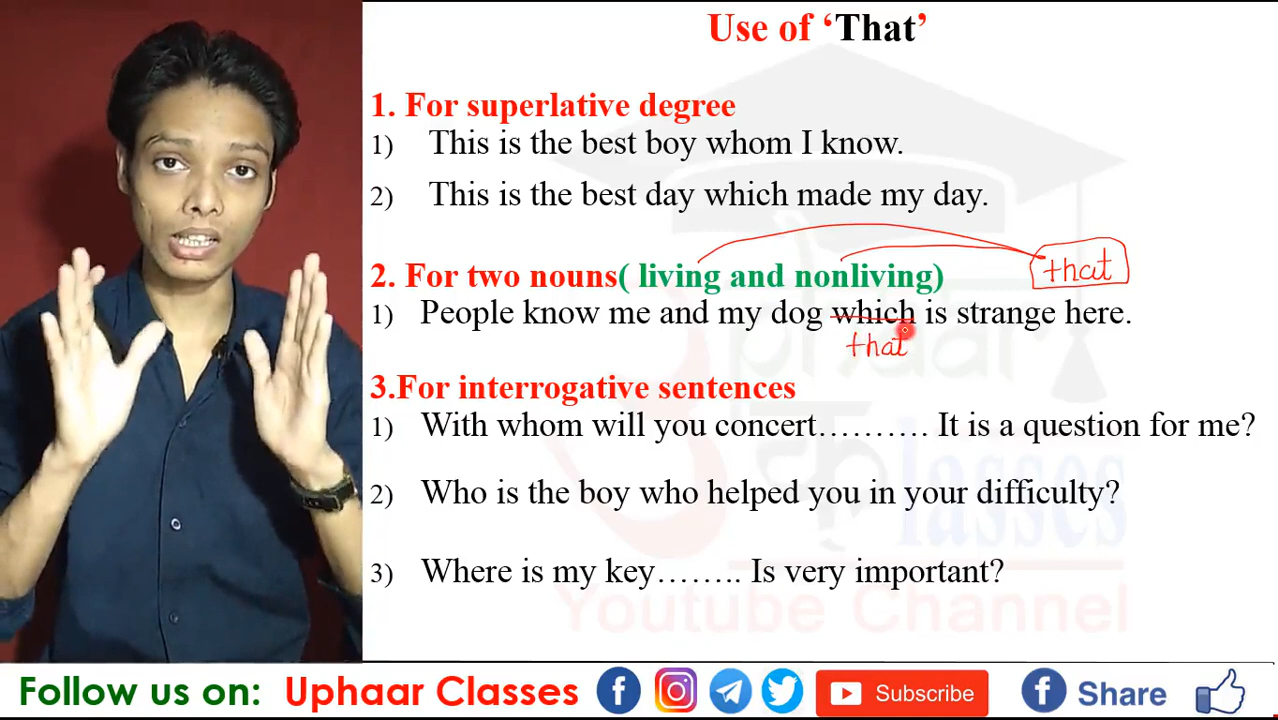 Use of ‘That’
1. For superlative degree
1) This is the best boy whom I know.
2) This is the best day which made my day.
that
2. For two nouns( living and nonliving)
1) People know me and my dog which is strange here.
that
3.For interrogative sentences
1) With whom will you concert………. It is a question for me?
2) Who is the boy who helped you in your difficulty?
3) Where is my key…….. Is very important?
Youtube Channel
Follow us on: Uphaar Classes Subscribe Share